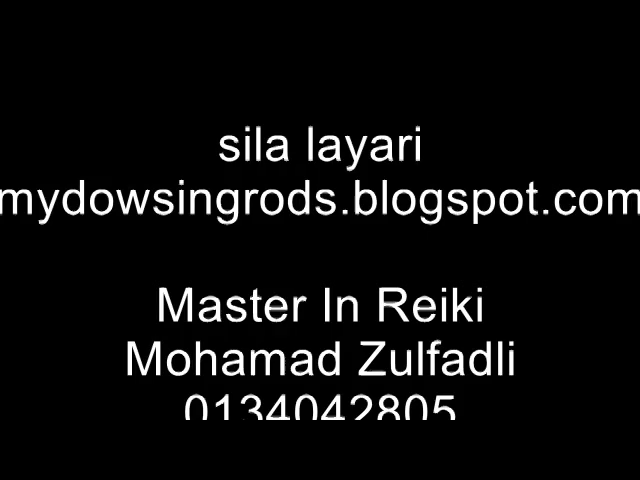 sila layari
mydowsingrods.blogspot.com
Master In Reiki
Mohamad Zulfadli
0134042805